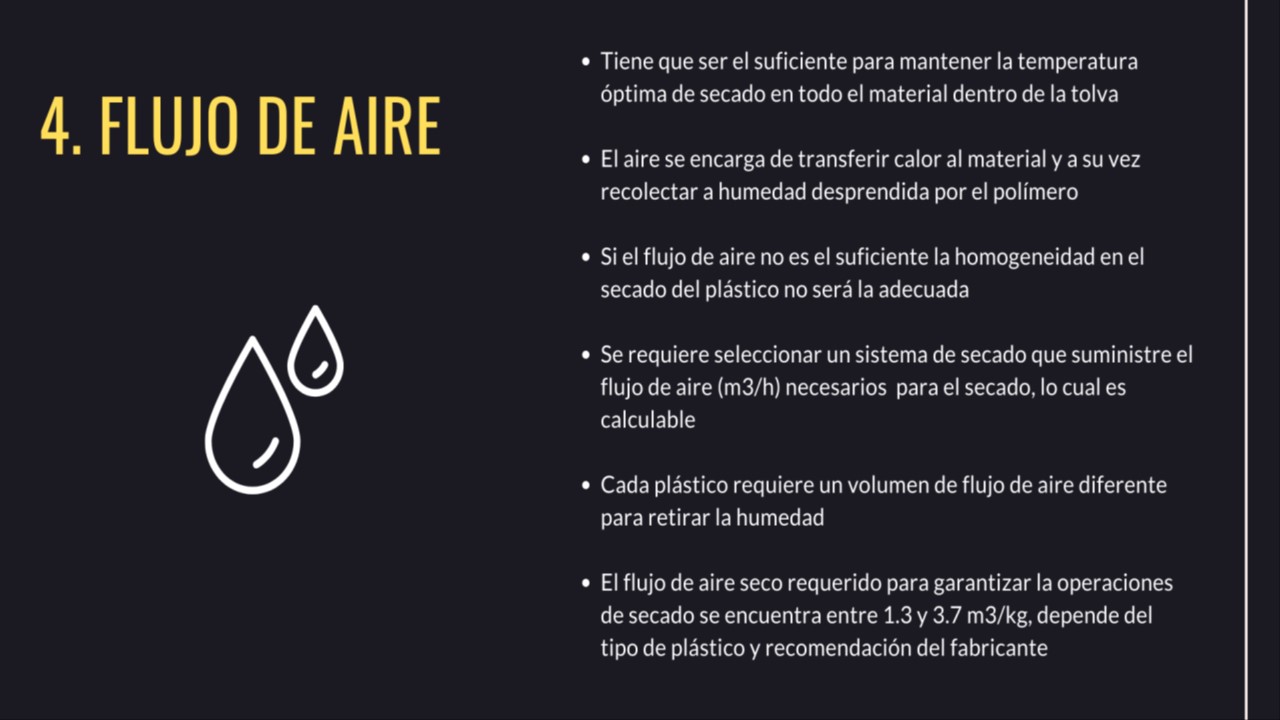 4. FLUJO DE AIRE
• Tiene que ser el suficiente para mantener la temperatura
óptima de secado en todo el material dentro de la tolva
• El aire se encarga de transferir calor al material y a su vez
recolectar a humedad desprendida por el polímero
• Si el flujo de aire no es el suficiente la homogeneidad en el
secado del plástico no será la adecuada
• Se requiere seleccionar un sistema de secado que suministre el
flujo de aire (m3/h) necesarios  para el secado, lo cual es
calculable
• Cada plástico requiere un volumen de flujo de aire diferente
para retirar la humedad
• El flujo de aire seco requerido para garantizar la operaciones
de secado se encuentra entre 1.3 y 3.7 m3/kg, depende del
tipo de plástico y recomendación del fabricante